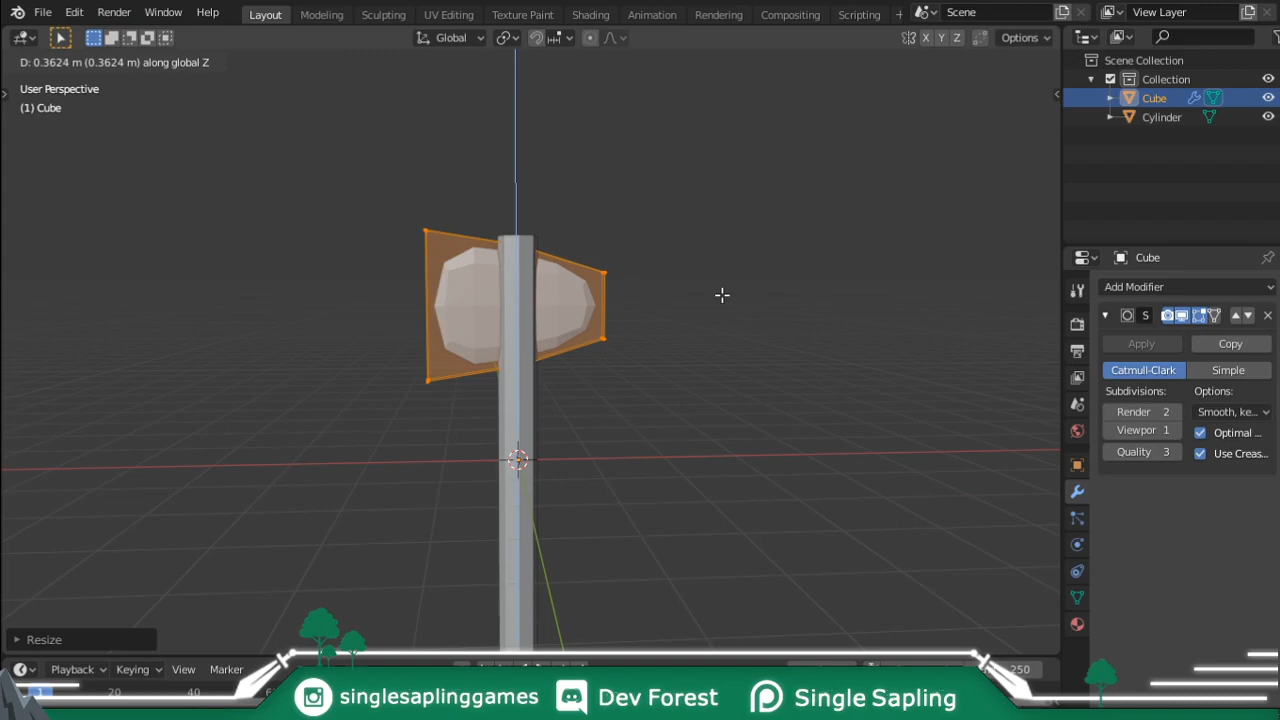 File Edit Render Window Help Layout Modeling Sculpting UV Editing Texture Paint Shading Animation Rendering Compositing Scripting + Scene View Layer
Global X Y Z Options
D: 0.3624 m (0.3624 m) along global Z
User Perspective
(1) Cube
Scene Collection
Collection
Cube
Cylinder
Cube
Add Modifier
S
Apply Copy
Catmull-Clark Simple
Subdivisions: Options:
Render 2 Smooth, ke...
Viewpor 1 Optimal ...
Quality 3 Use Creas...
Resize
Playback Keying View Marker 250
1 20 40
singlesaplinggames Dev Forest Single Sapling